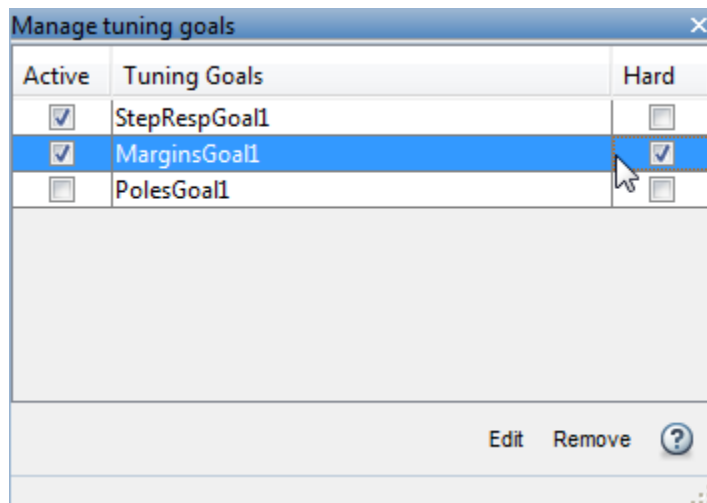 Manage tuning goals
Active Tuning Goals Hard
StepRespGoal1
MarginsGoal1
PolesGoal1
Edit Remove ?